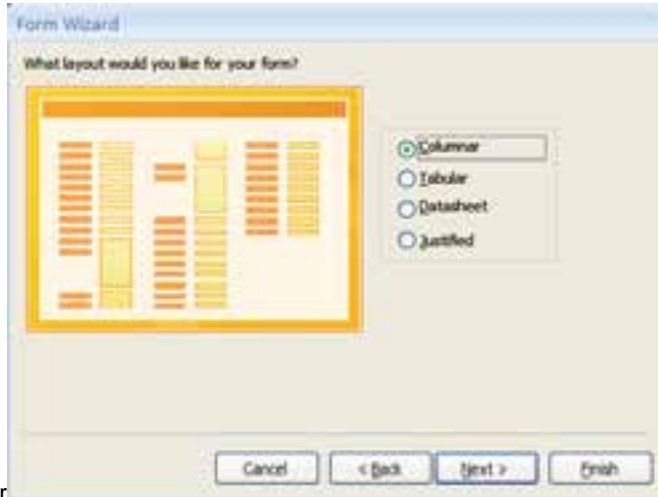 Form Wizard
What layout would you like for your form?
Columnar
Tabular
Datasheet
Justified
Cancel
< Back
Next >
Finish
r